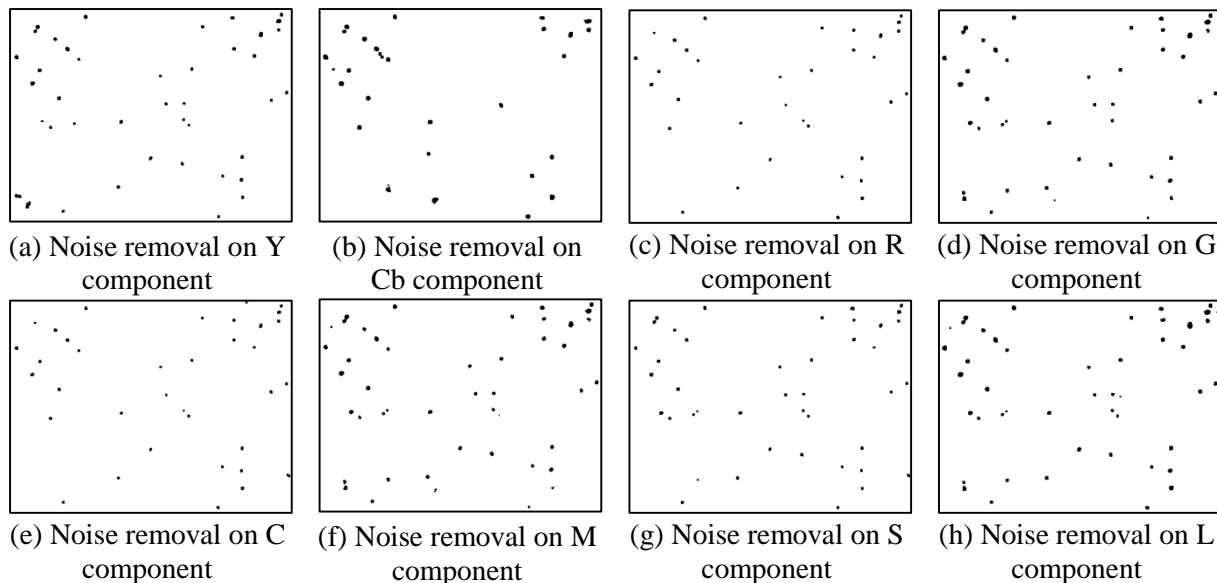 (a) Noise removal on Y
component
(b) Noise removal on
Cb component
(c) Noise removal on R
component
(d) Noise removal on G
component
(e) Noise removal on C
component
(f) Noise removal on M
component
(g) Noise removal on S
component
(h) Noise removal on L
component